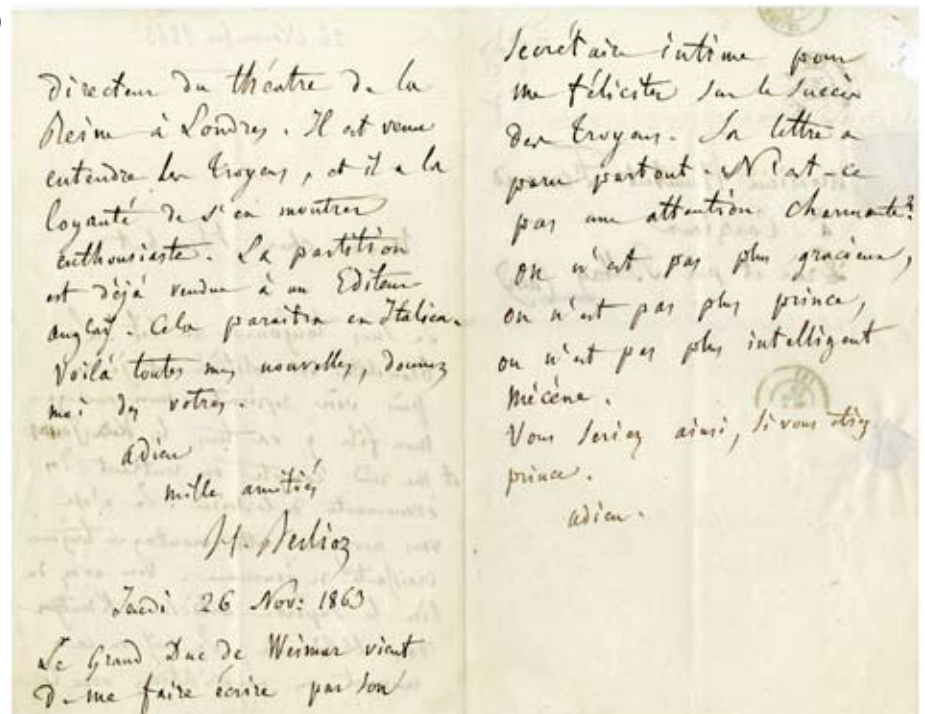 directeur du théatre de la
Reine à Londres. Il est venu
entendre les Troyens, et il a la
loyauté de s'en montrer
enthousiaste. La partition
est déjà vendue à un Editeur
anglais. Cela paraitra en Italien.
Voilà toutes mes nouvelles, donnez
moi des votres.
adieu
mille amitiés
H. Berlioz
Jeudi 26 Nov: 1863
Le Grand Duc de Weimar vient
de me faire écrire par son
secrétaire intime pour
me féliciter sur le succès
des Troyens. Sa lettre a
paru partout. N'est-ce
pas une attention charmante?
on n'est pas plus gracieux,
on n'est pas plus prince,
on n'est pas plus intelligent
mécène.
Vous seriez ainsi, si vous étiez
prince.
adieu.